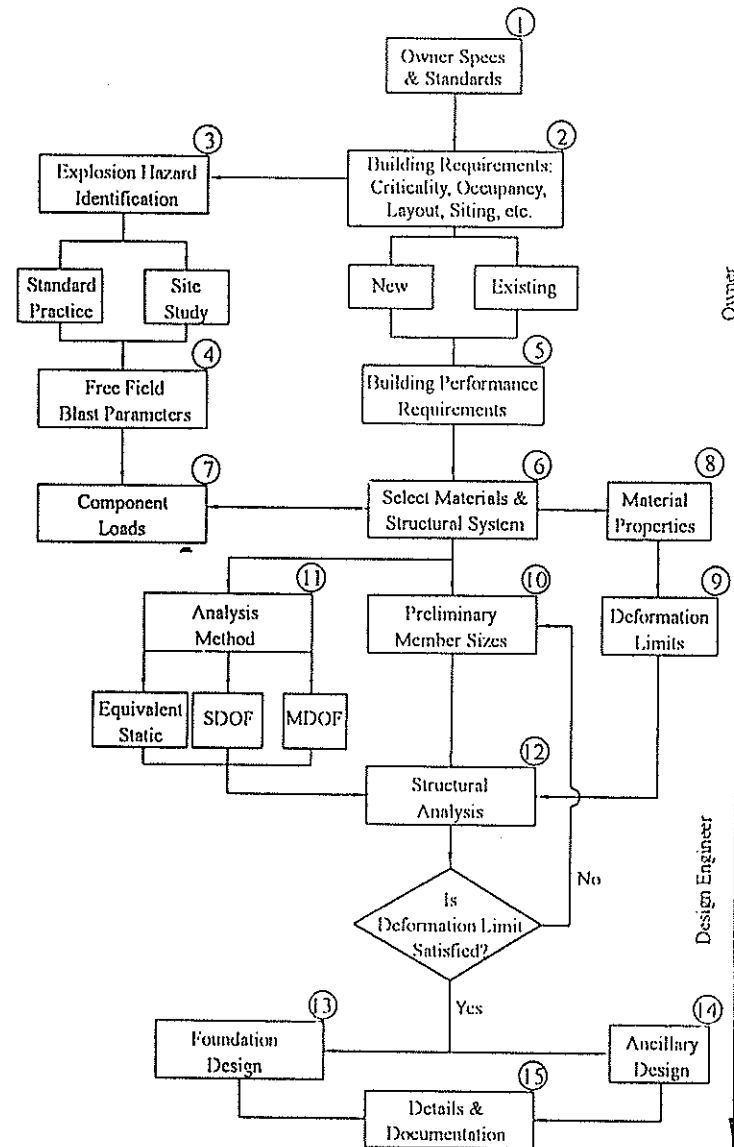 1
Owner Specs
& Standards
2
Building Requirements:
Criticality, Occupancy,
Layout, Siting, etc.
3
Explosion Hazard
Identification
Standard
Practice
Site
Study
New
Existing
Owner
4
Free Field
Blast Parameters
5
Building Performance
Requirements
7
Component
Loads
6
Select Materials &
Structural System
8
Material
Properties
11
Analysis
Method
10
Preliminary
Member Sizes
9
Deformation
Limits
Equivalent
Static
SDOF
MDOF
12
Structural
Analysis
Is
Deformation Limit
Satisfied?
No
Yes
Design Engineer
13
Foundation
Design
14
Ancillary
Design
15
Details &
Documentation